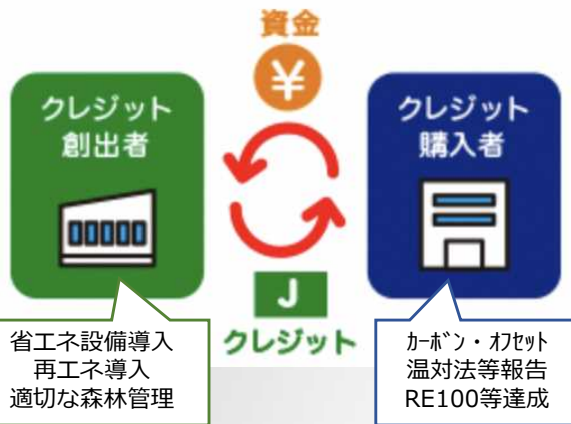 資金
¥
クレジット
創出者
クレジット
購入者
J
クレジット
省エネ設備導入
再エネ導入
適切な森林管理
ｶｰﾎﾞﾝ・ｵﾌｾｯﾄ
温対法等報告
RE100等達成